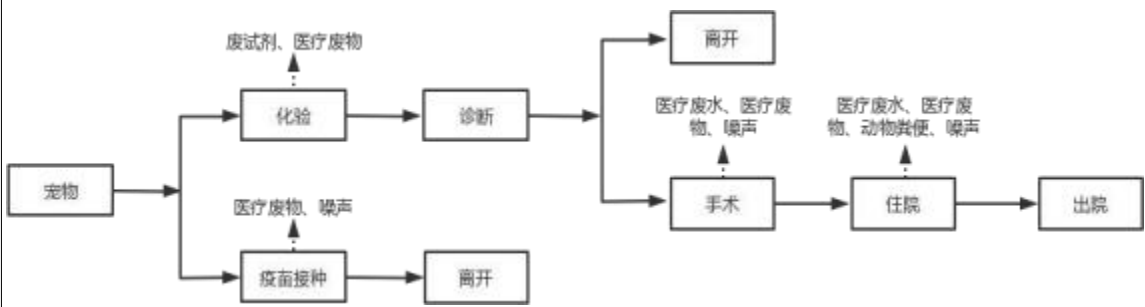 废试剂、医疗废物
离开
化验
诊断
医疗废水、医疗废
物、噪声
医疗废水、医疗废
物、动物粪便、噪声
宠物
手术
住院
出院
医疗废物、噪声
疫苗接种
离开